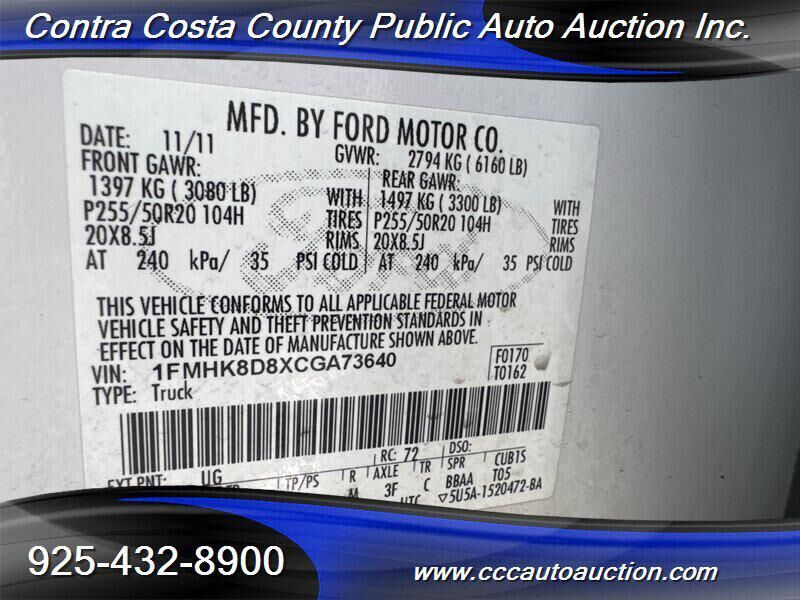 Contra Costa County Public Auto Auction Inc.
MFD. BY FORD MOTOR CO.
DATE: 11/11 GVWR: 2794 KG ( 6160 LB)
FRONT GAWR: REAR GAWR:
1397 KG ( 3080 LB) WITH 1497 KG ( 3300 LB) WITH
P255/50R20 104H TIRES P255/50R20 104H TIRES
20X8.5J RIMS 20X8.5J RIMS
AT 240 kPa/ 35 PSI COLD AT 240 kPa/ 35 PSI COLD
THIS VEHICLE CONFORMS TO ALL APPLICABLE FEDERAL MOTOR
VEHICLE SAFETY AND THEFT PREVENTION STANDARDS IN
EFFECT ON THE DATE OF MANUFACTURE SHOWN ABOVE.
VIN: 1FMHK8D8XCGA73640 F0170
TYPE: Truck T0162
EXT PNT: UG RC: 72 DSO:
TP/PS R AXLE TR SPR CUB1S
M 3F C BBAA T05
5U5A-1520472-BA
925-432-8900
www.cccautoauction.com